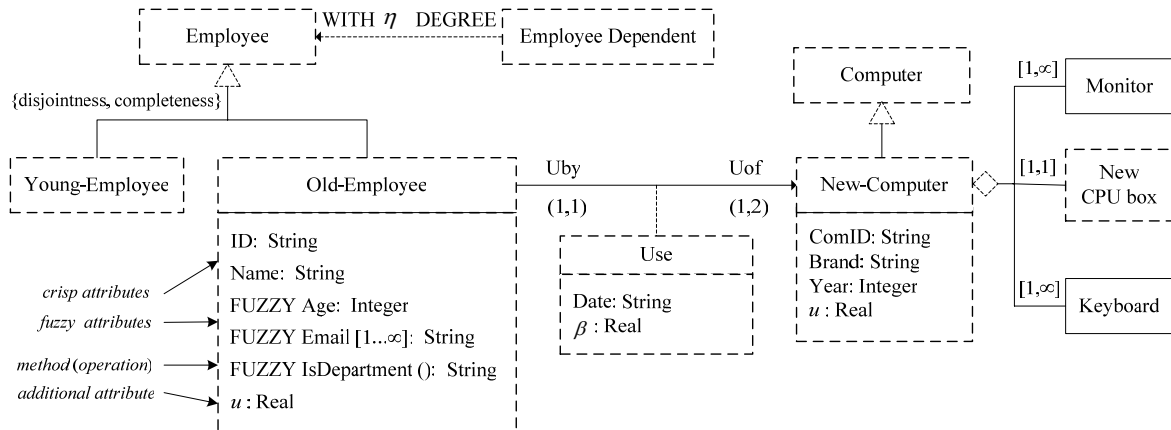 Employee
WITH η DEGREE
Employee Dependent
{disjointness, completeness}
Young-Employee
Old-Employee
ID: String
Name: String
FUZZY Age: Integer
FUZZY Email [1...∞]: String
FUZZY IsDepartment (): String
u : Real
crisp attributes
fuzzy attributes
method (operation)
additional attribute
Uby
Uof
(1,1)
(1,2)
Use
Date: String
β : Real
Computer
New-Computer
ComID: String
Brand: String
Year: Integer
u : Real
[1,∞]
Monitor
[1,1]
New
CPU box
[1,∞]
Keyboard